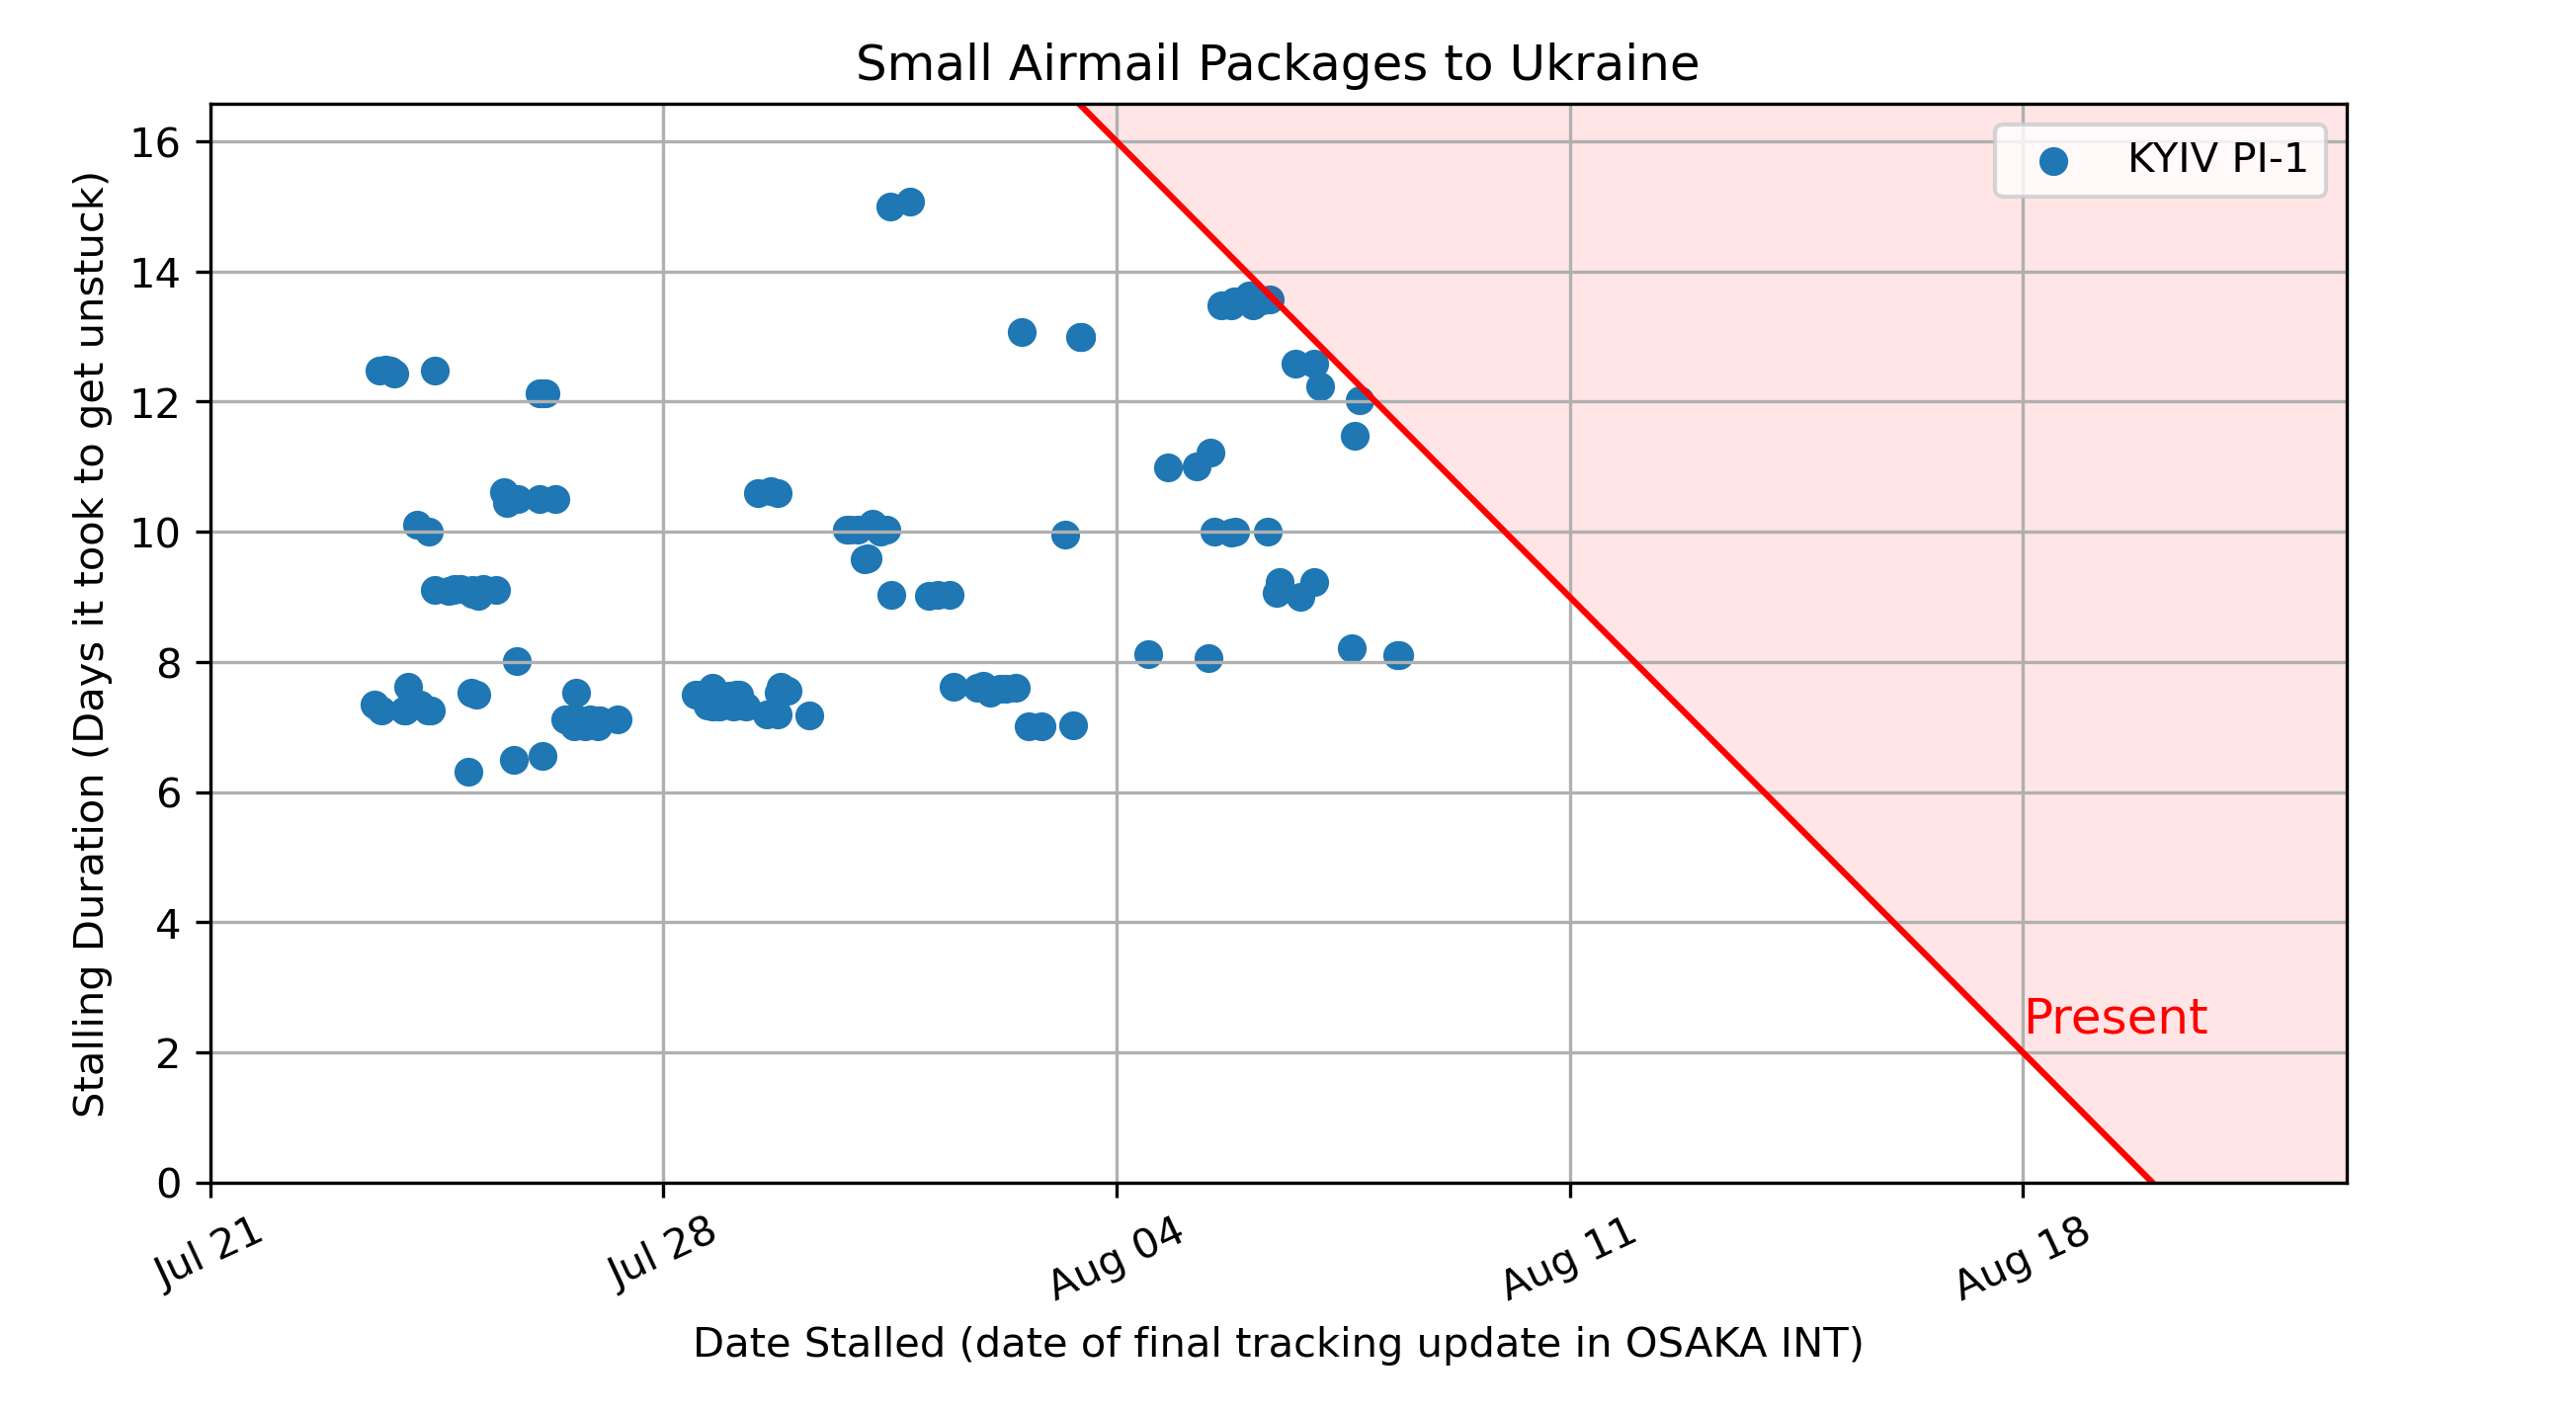 Small Airmail Packages to Ukraine
Stalling Duration (Days it took to get unstuck)
16
14
12
10
8
6
4
2
0
KYIV PI-1
Present
Jul 21
Jul 28
Aug 04
Aug 11
Aug 18
Date Stalled (date of final tracking update in OSAKA INT)